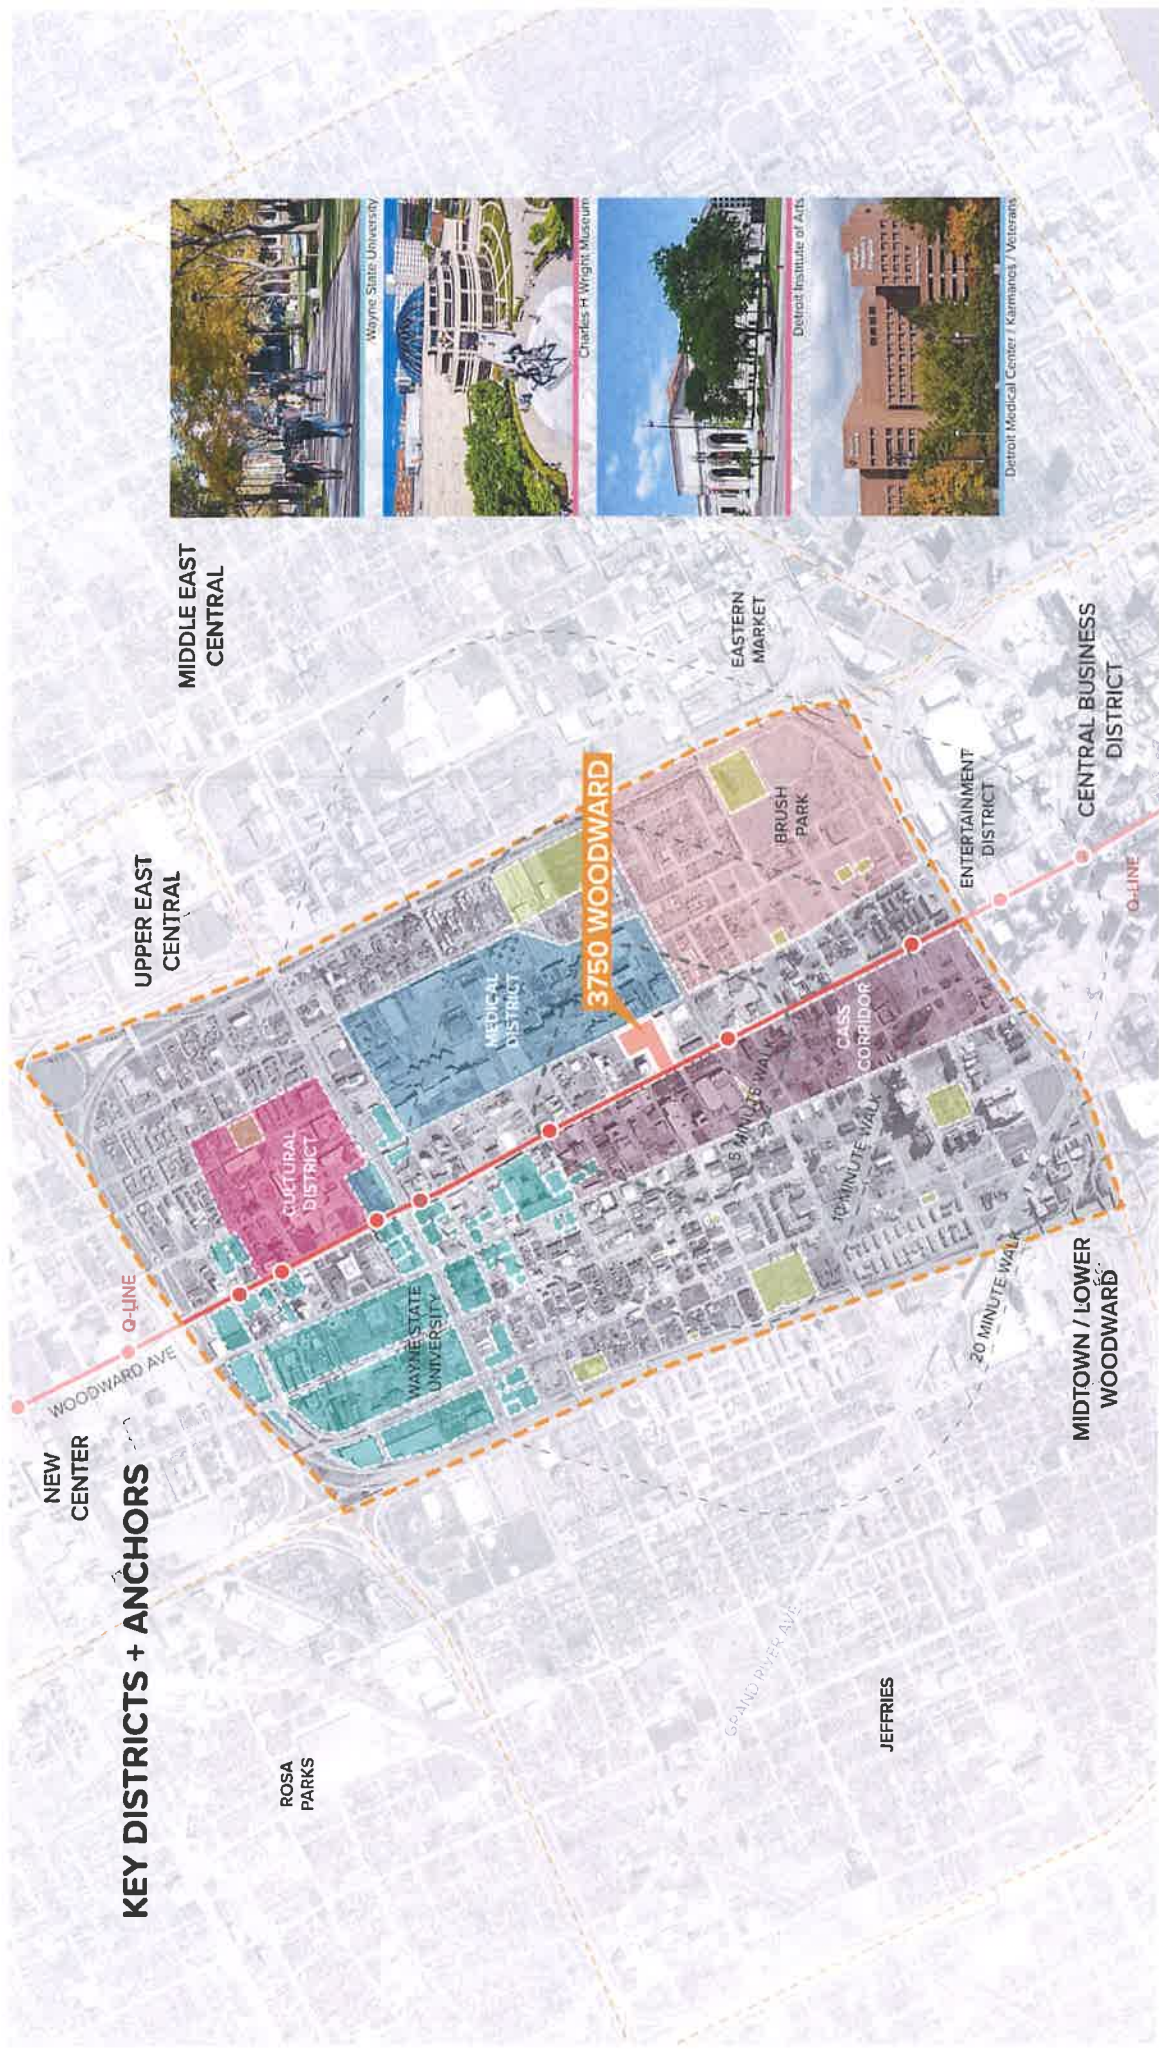 KEY DISTRICTS + ANCHORS
NEW
CENTER
WOODWARD AVE
Q-LINE
UPPER EAST
CENTRAL
MIDDLE EAST
CENTRAL
Wayne State University
Charles H Wright Museum
Detroit Institute of Arts
Detroit Medical Center / Karmanos / Veterans
ROSA
PARKS
CULTURAL
DISTRICT
WAYNE STATE
UNIVERSITY
MEDICAL
DISTRICT
3750 WOODWARD
EASTERN
MARKET
BRUSH
PARK
5 MINUTE WALK
CASS
CORRIDOR
10 MINUTE WALK
GRAND RIVER AVE
JEFFRIES
20 MINUTE WALK
ENTERTAINMENT
DISTRICT
MIDTOWN / LOWER
WOODWARD
CENTRAL BUSINESS
DISTRICT
Q-LINE